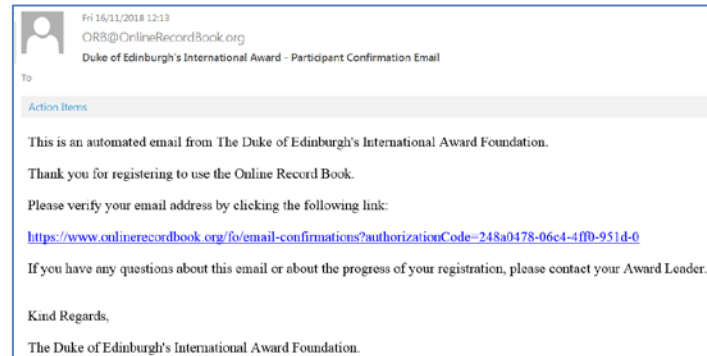 Fri 16/11/2018 12:13
ORB@OnlineRecordBook.org
Duke of Edinburgh's International Award - Participant Confirmation Email
To
Action Items
This is an automated email from The Duke of Edinburgh's International Award Foundation.
Thank you for registering to use the Online Record Book.
Please verify your email address by clicking the following link:
https://www.onlinerecordbook.org/fo/email-confirmations?authorizationCode=248a0478-06c4-4ff0-951d-0
If you have any questions about this email or about the progress of your registration, please contact your Award Leader.
Kind Regards,
The Duke of Edinburgh's International Award Foundation.